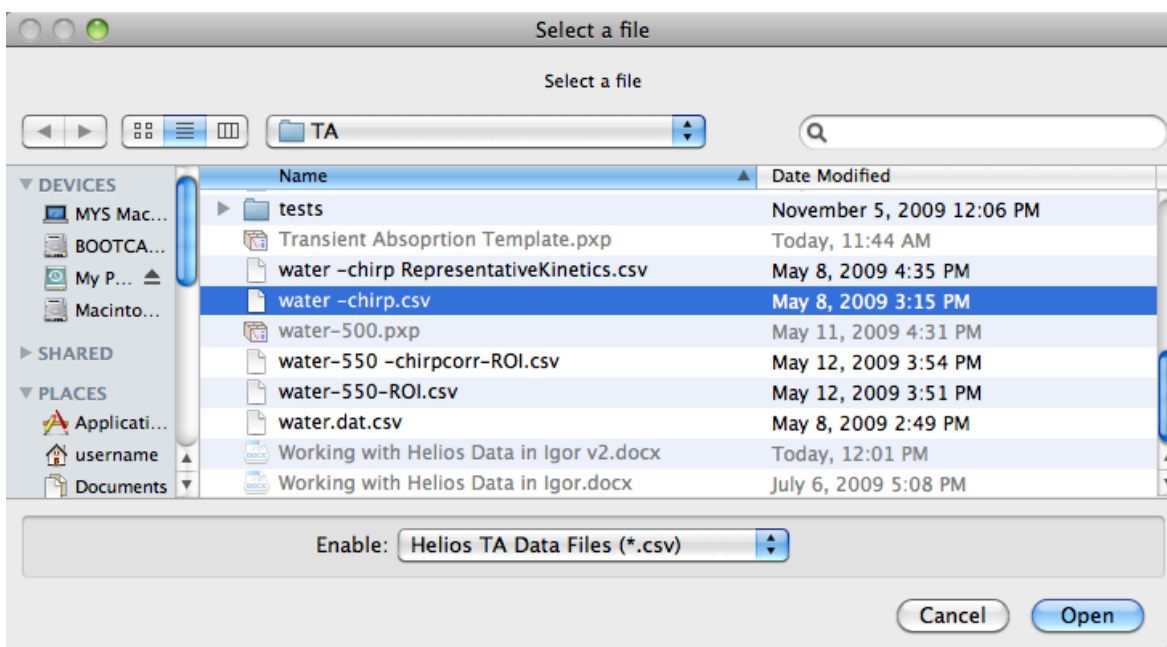 Select a file
Select a file
TA
Name Date Modified
DEVICES
MYS Mac...
BOOTCA...
My P...
Macinto...
SHARED
PLACES
Applicati...
username
Documents
tests November 5, 2009 12:06 PM
Transient Absoprtion Template.pxp Today, 11:44 AM
water -chirp RepresentativeKinetics.csv May 8, 2009 4:35 PM
water -chirp.csv May 8, 2009 3:15 PM
water-500.pxp May 11, 2009 4:31 PM
water-550 -chirpcorr-ROI.csv May 12, 2009 3:54 PM
water-550-ROI.csv May 12, 2009 3:51 PM
water.dat.csv May 8, 2009 2:49 PM
Working with Helios Data in Igor v2.docx Today, 12:01 PM
Working with Helios Data in Igor.docx July 6, 2009 5:08 PM
Enable: Helios TA Data Files (*.csv)
Cancel Open